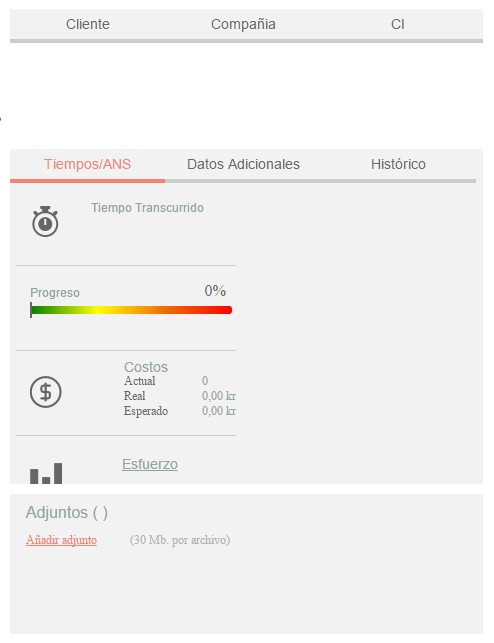 Cliente Compañia CI
Tiempos/ANS Datos Adicionales Histórico
Tiempo Transcurrido
Progreso 0%
$
Costos
Actual 0
Real 0,00 kr
Esperado 0,00 kr
Esfuerzo
Adjuntos ( )
Añadir adjunto (30 Mb. por archivo)